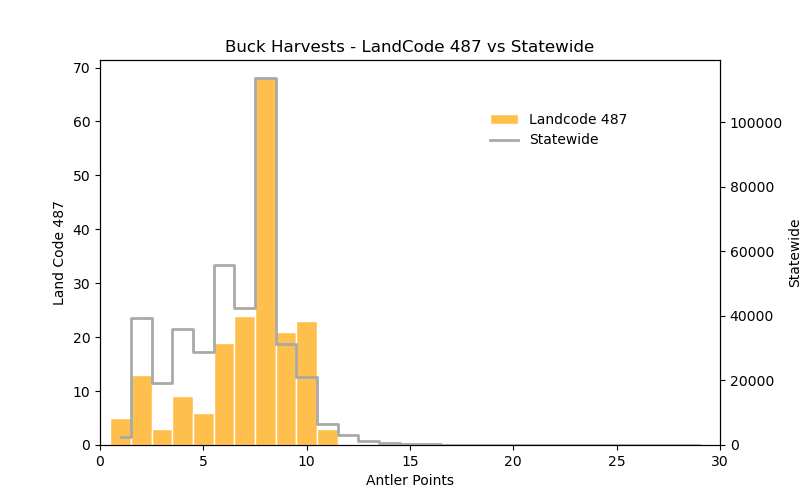 Buck Harvests - LandCode 487 vs Statewide
70
60
50
40
30
20
10
0
Land Code 487
Landcode 487
Statewide
100000
80000
60000
40000
20000
0
Statewide
0 5 10 15 20 25 30
Antler Points